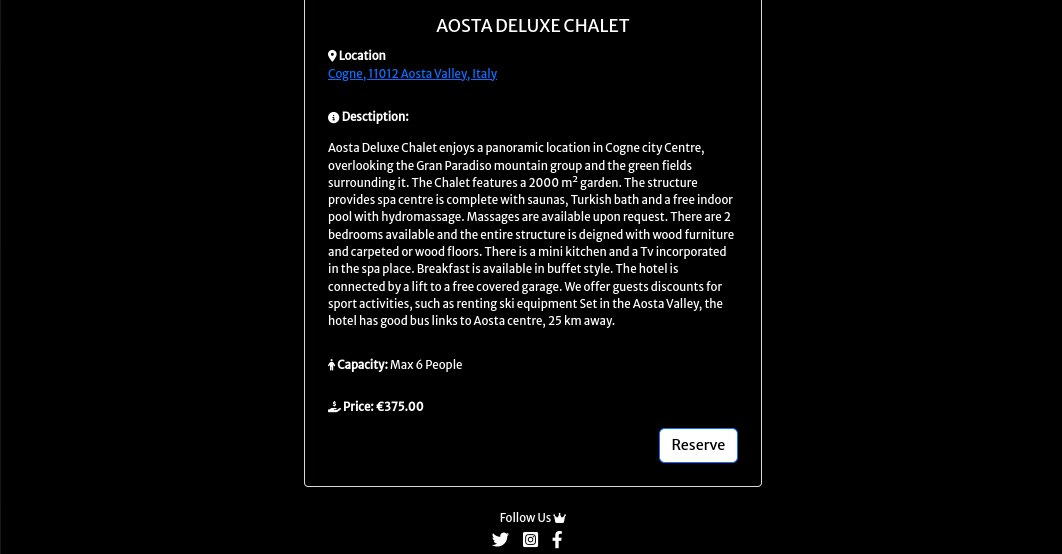 AOSTA DELUXE CHALET
Location
Cogne, 11012 Aosta Valley, Italy
Desctiption:
Aosta Deluxe Chalet enjoys a panoramic location in Cogne city Centre,
overlooking the Gran Paradiso mountain group and the green fields
surrounding it. The Chalet features a 2000 m² garden. The structure
provides spa centre is complete with saunas, Turkish bath and a free indoor
pool with hydromassage. Massages are available upon request. There are 2
bedrooms available and the entire structure is deigned with wood furniture
and carpeted or wood floors. There is a mini kitchen and a Tv incorporated
in the spa place. Breakfast is available in buffet style. The hotel is
connected by a lift to a free covered garage. We offer guests discounts for
sport activities, such as renting ski equipment Set in the Aosta Valley, the
hotel has good bus links to Aosta centre, 25 km away.
Capacity: Max 6 People
Price: €375.00
Reserve
Follow Us